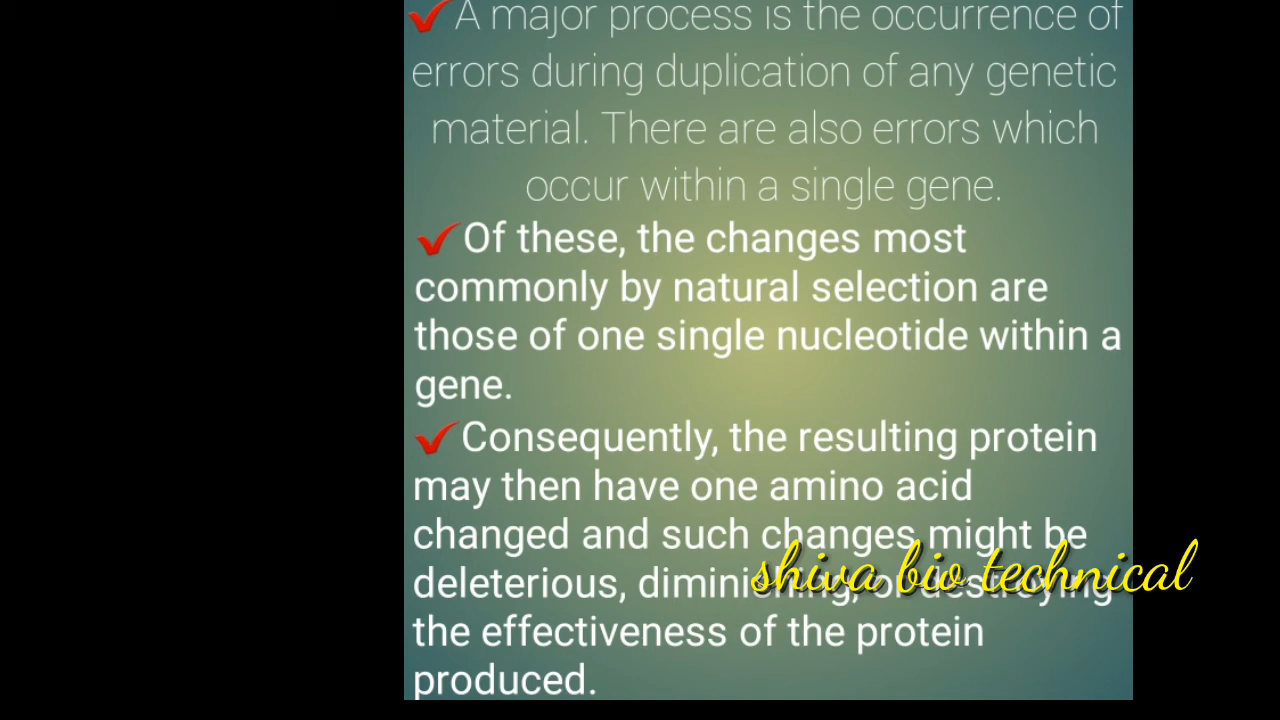 ✔A major process is the occurrence of
errors during duplication of any genetic
material. There are also errors which
occur within a single gene.
✔Of these, the changes most
commonly by natural selection are
those of one single nucleotide within a
gene.
✔Consequently, the resulting protein
may then have one amino acid
changed and such changes might be
deleterious, diminishing, or destroying
shiva bio technical
the effectiveness of the protein
produced.